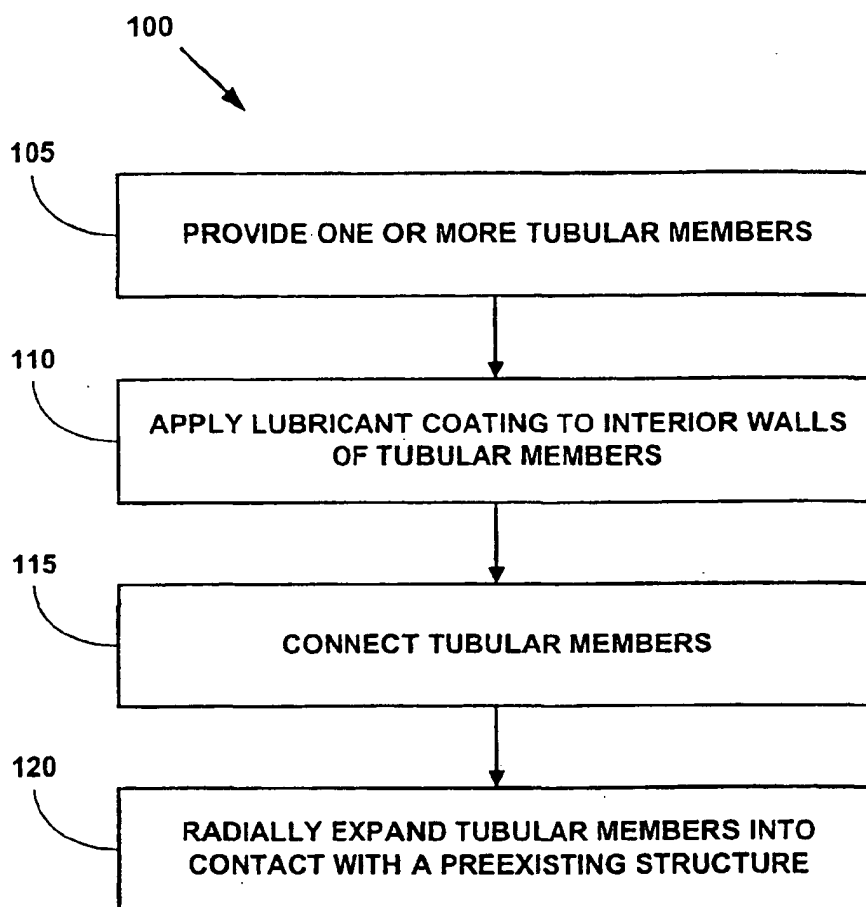 100
105
PROVIDE ONE OR MORE TUBULAR MEMBERS
110
APPLY LUBRICANT COATING TO INTERIOR WALLS
OF TUBULAR MEMBERS
115
CONNECT TUBULAR MEMBERS
120
RADIALLY EXPAND TUBULAR MEMBERS INTO
CONTACT WITH A PREEXISTING STRUCTURE